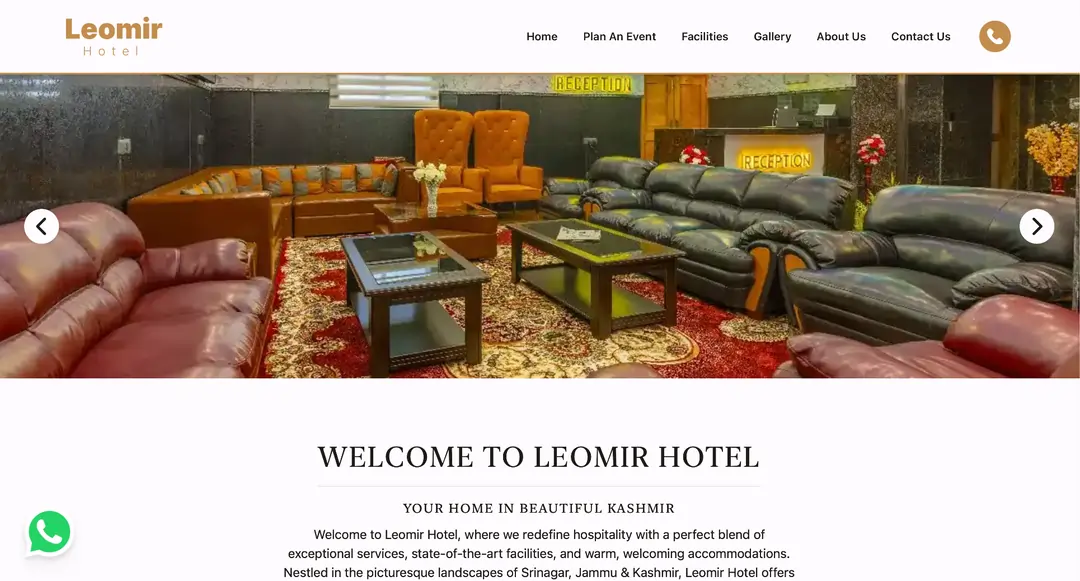 Leomir
Hotel
Home
Plan An Event
Facilities
Gallery
About Us
Contact Us
RECEPTION
RECEPTION
WELCOME TO LEOMIR HOTEL
YOUR HOME IN BEAUTIFUL KASHMIR
Welcome to Leomir Hotel, where we redefine hospitality with a perfect blend of
exceptional services, state-of-the-art facilities, and warm, welcoming accommodations.
Nestled in the picturesque landscapes of Srinagar, Jammu & Kashmir, Leomir Hotel offers